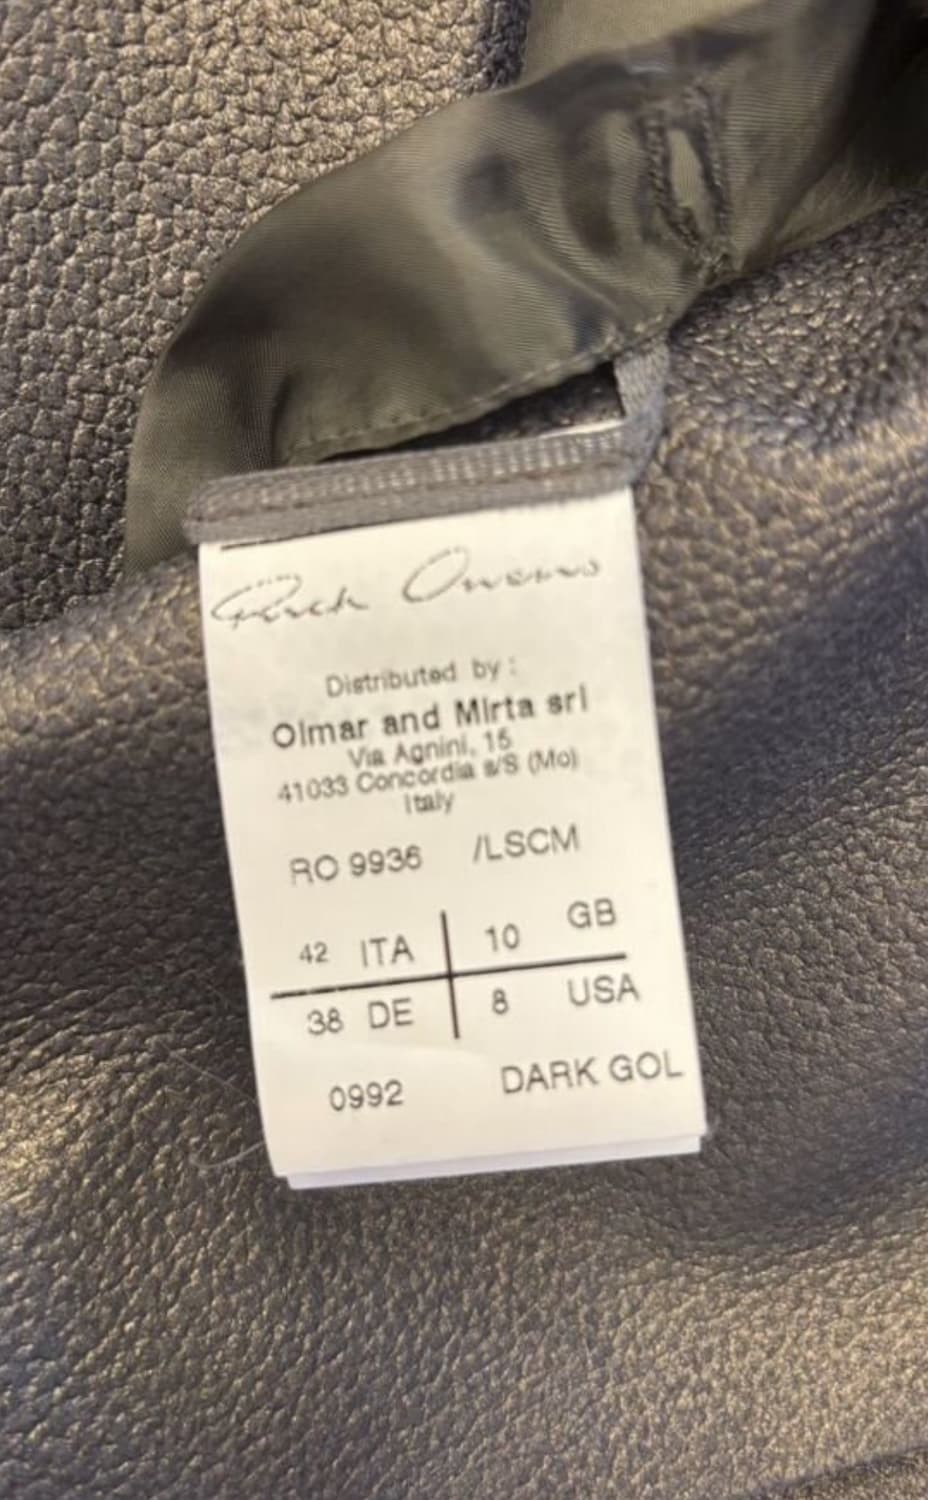 Rick Owens
Distributed by :
Olmar and Mirta srl
Via Agnini, 15
41033 Concordia s/S (Mo)
Italy
RO 9936 /LSCM
42 ITA 10 GB
38 DE 8 USA
0992 DARK GOL